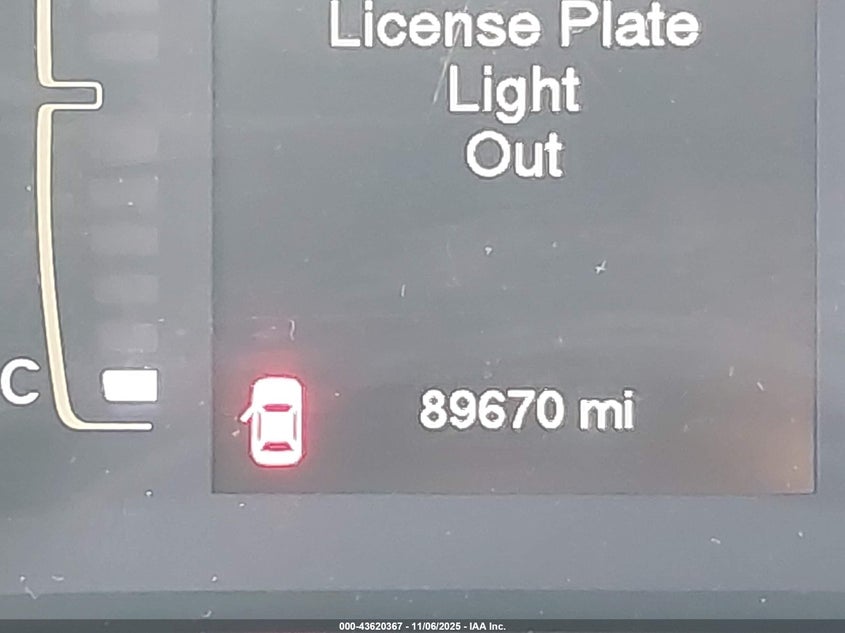 License Plate
Light
Out
C
89670 mi
000-43620367 - 11/06/2025 - IAA Inc.